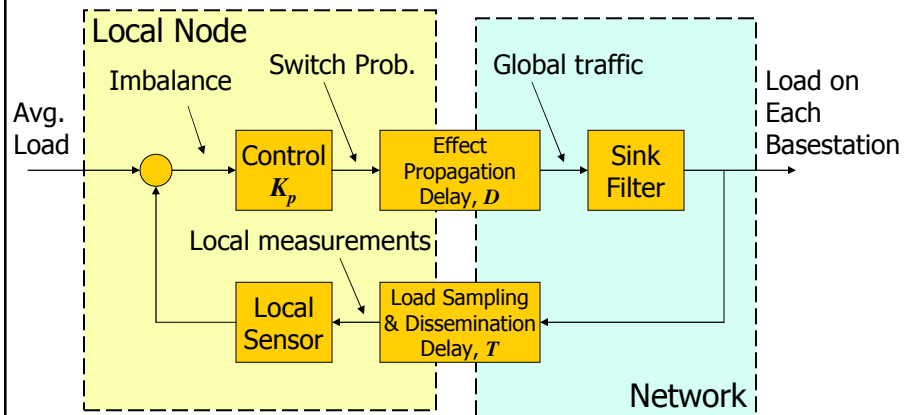 Local Node
Imbalance
Switch Prob.
Global traffic
Load on
Each
Basestation
Avg.
Load
Control
Kp
Effect
Propagation
Delay, D
Sink
Filter
Local measurements
Local
Sensor
Load Sampling
& Dissemination
Delay, T
Network